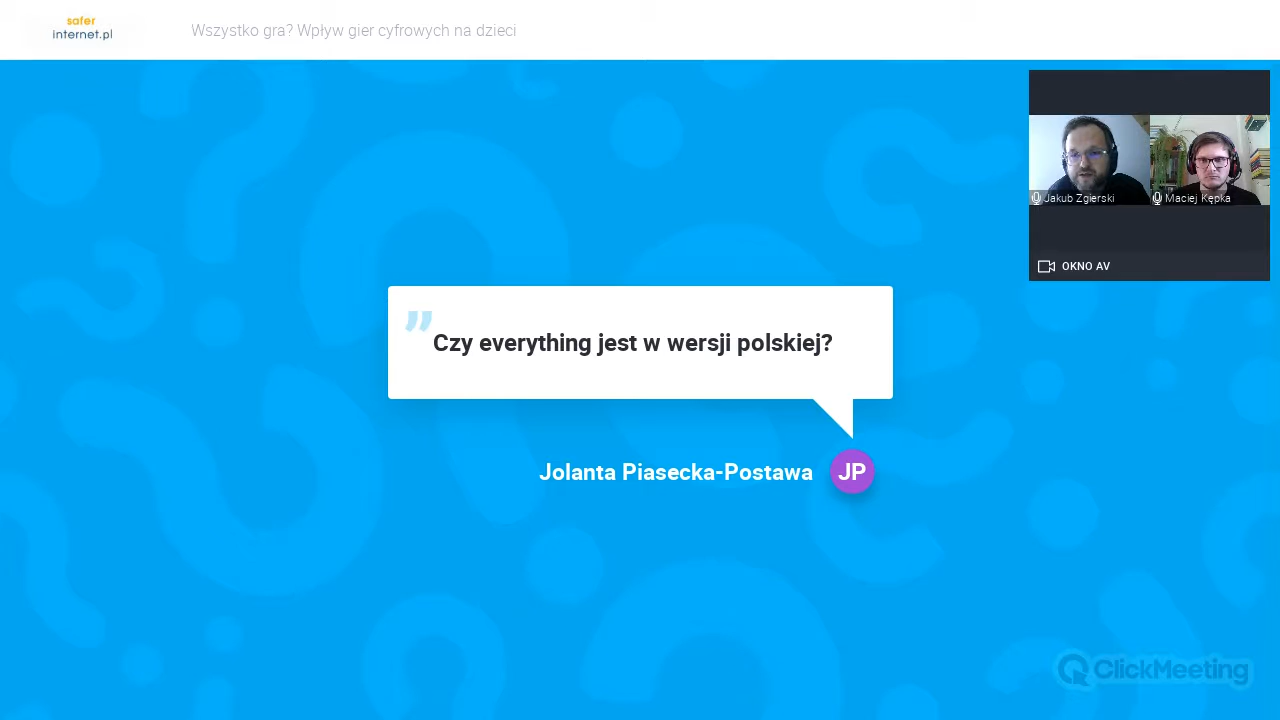 safer
internet.pl
Wszystko gra? Wpływ gier cyfrowych na dzieci
Jakub Zgierski
Maciej Kępka
OKNO AV
” Czy everything jest w wersji polskiej?
Jolanta Piasecka-Postawa
JP
ClickMeeting